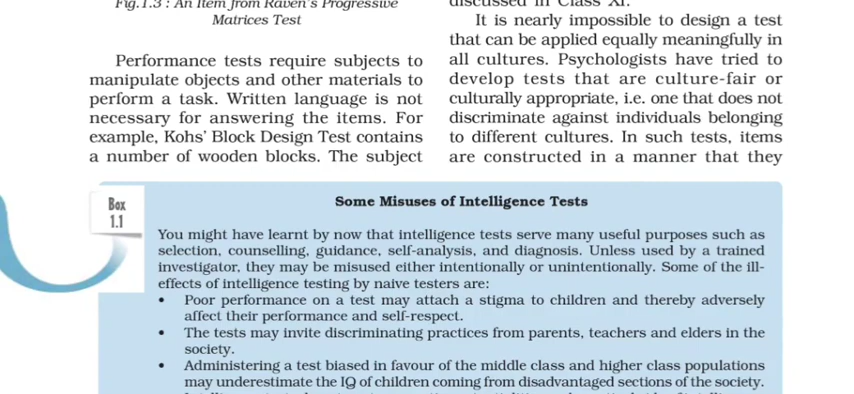 Fig.1.3 : An Item from Raven's Progressive
Matrices Test
Performance tests require subjects to
manipulate objects and other materials to
perform a task. Written language is not
necessary for answering the items. For
example, Kohs' Block Design Test contains
a number of wooden blocks. The subject
discussed in Class XI.
It is nearly impossible to design a test
that can be applied equally meaningfully in
all cultures. Psychologists have tried to
develop tests that are culture-fair or
culturally appropriate, i.e. one that does not
discriminate against individuals belonging
to different cultures. In such tests, items
are constructed in a manner that they
Box
1.1
Some Misuses of Intelligence Tests
You might have learnt by now that intelligence tests serve many useful purposes such as
selection, counselling, guidance, self-analysis, and diagnosis. Unless used by a trained
investigator, they may be misused either intentionally or unintentionally. Some of the ill-
effects of intelligence testing by naive testers are:
• Poor performance on a test may attach a stigma to children and thereby adversely
affect their performance and self-respect.
• The tests may invite discriminating practices from parents, teachers and elders in the
society.
• Administering a test biased in favour of the middle class and higher class populations
may underestimate the IQ of children coming from disadvantaged sections of the society.